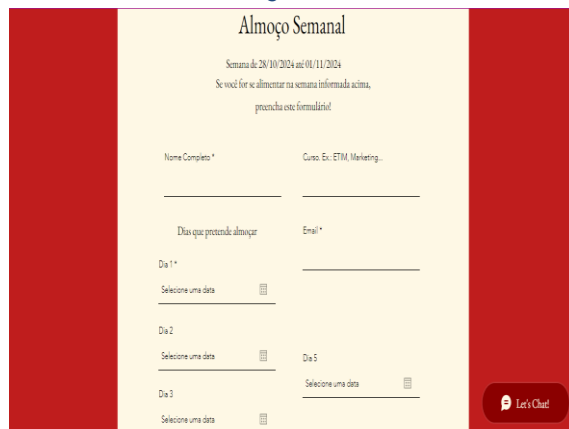 Almoço Semanal
Semana de 28/10/2024 até 01/11/2024
Se você for se alimentar na semana informada acima,
preencha este formulário!
Nome Completo *
Curso. Ex.: ETIM, Marketing...
Dias que pretende almoçar
Email *
Dia 1 *
Selecione uma data
Dia 2
Selecione uma data
Dia 5
Selecione uma data
Dia 3
Selecione uma data
Let's Chat!